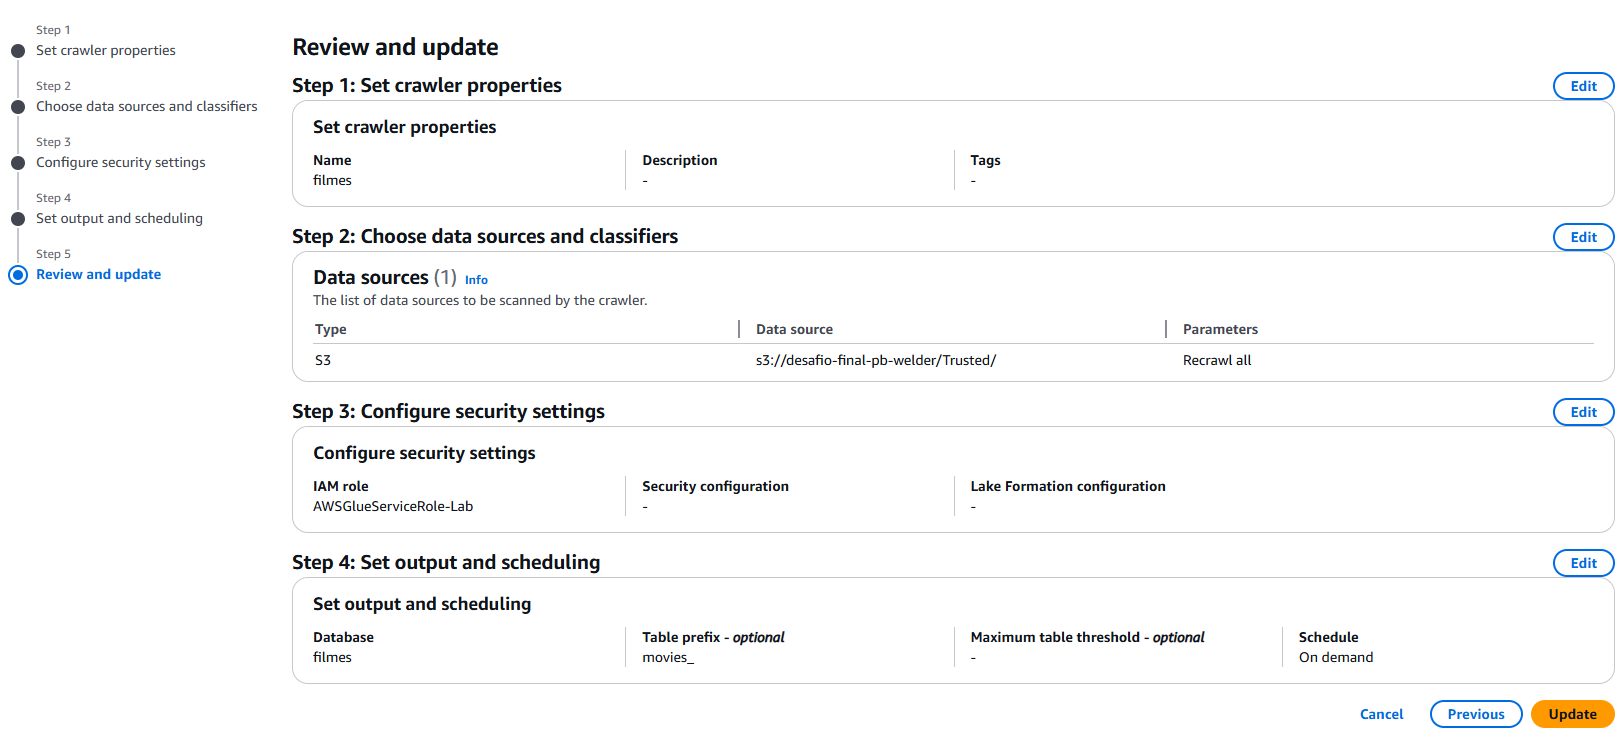 Step 1
Set crawler properties
Step 2
Choose data sources and classifiers
Step 3
Configure security settings
Step 4
Set output and scheduling
Step 5
Review and update
Review and update
Step 1: Set crawler properties
Edit
Set crawler properties
Name Description Tags
filmes - -
Step 2: Choose data sources and classifiers
Edit
Data sources (1) Info
The list of data sources to be scanned by the crawler.
Type Data source Parameters
S3 s3://desafio-final-pb-welder/Trusted/ Recrawl all
Step 3: Configure security settings
Edit
Configure security settings
IAM role Security configuration Lake Formation configuration
AWSGlueServiceRole-Lab - -
Step 4: Set output and scheduling
Edit
Set output and scheduling
Database Table prefix - optional Maximum table threshold - optional Schedule
filmes movies_ - On demand
Cancel Previous Update